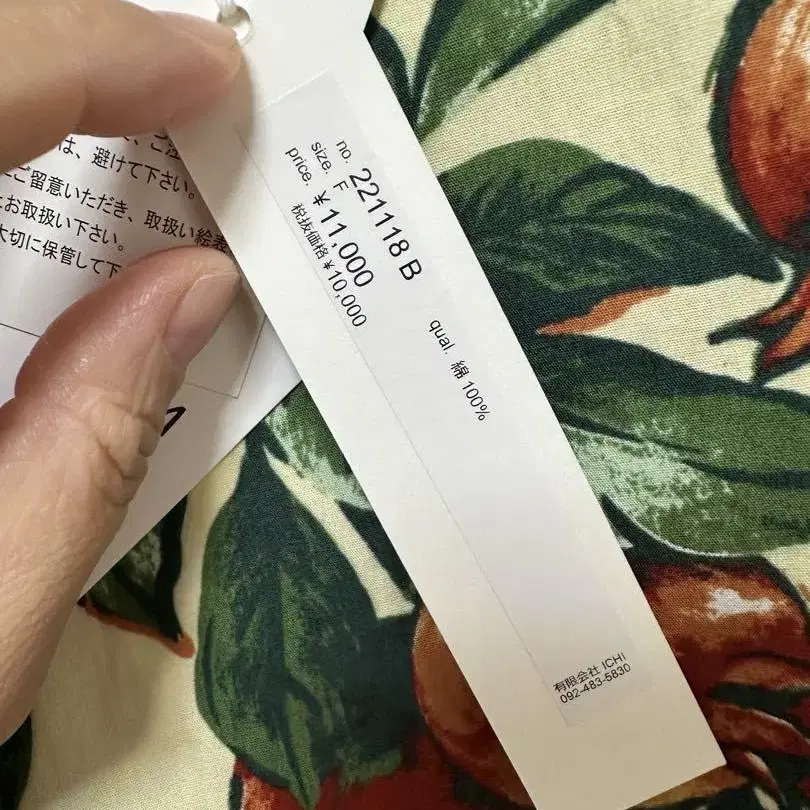 no. 221118 B
size. F
price. ¥ 11,000
税抜価格 ¥10,000
qual. 綿 100%
有限会社 ICHI
092-483-5830
は、避けて下さい。
ご留意いただき、取扱い絵表
お取扱い下さい。
大切に保管して下